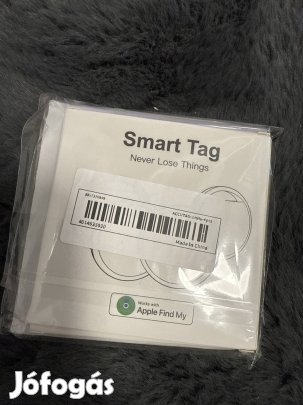 Smart Tag
Never Lose Things
Made in China
Works with
Apple Find My
Jófogás